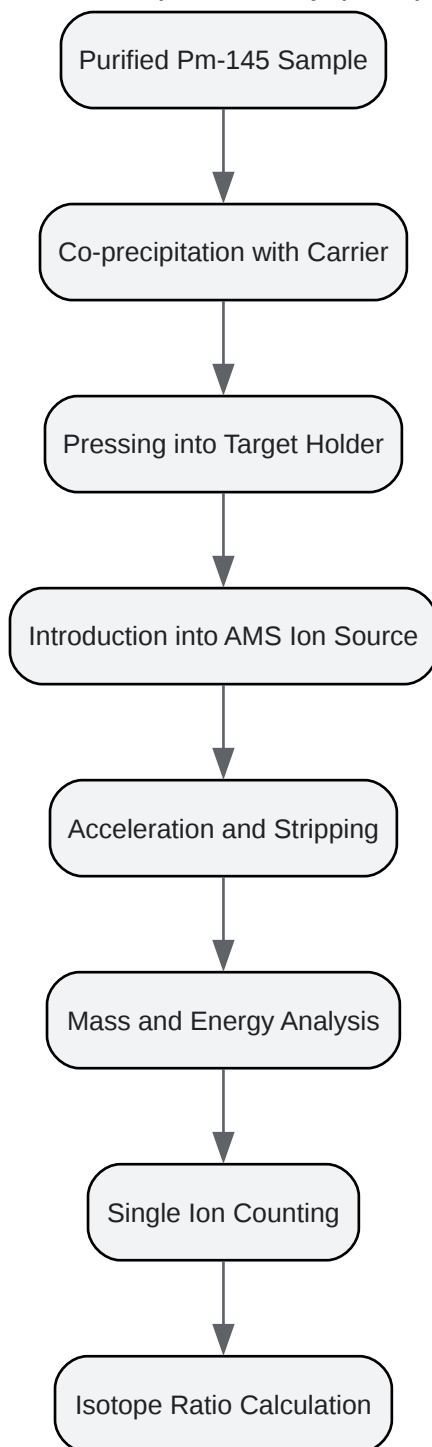 Purified Pm-145 Sample
Co-precipitation with Carrier
Pressing into Target Holder
Introduction into AMS Ion Source
Acceleration and Stripping
Mass and Energy Analysis
Single Ion Counting
Isotope Ratio Calculation